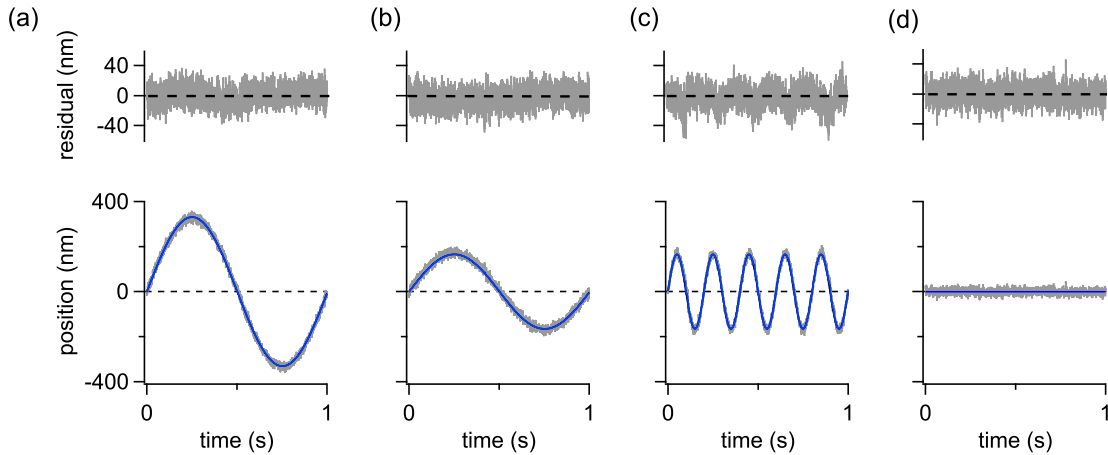 (a) (b) (c) (d)
residual (nm)
40
0
-40
position (nm)
400
0
-400
0 1 0 1 0 1 0 1
time (s) time (s) time (s) time (s)